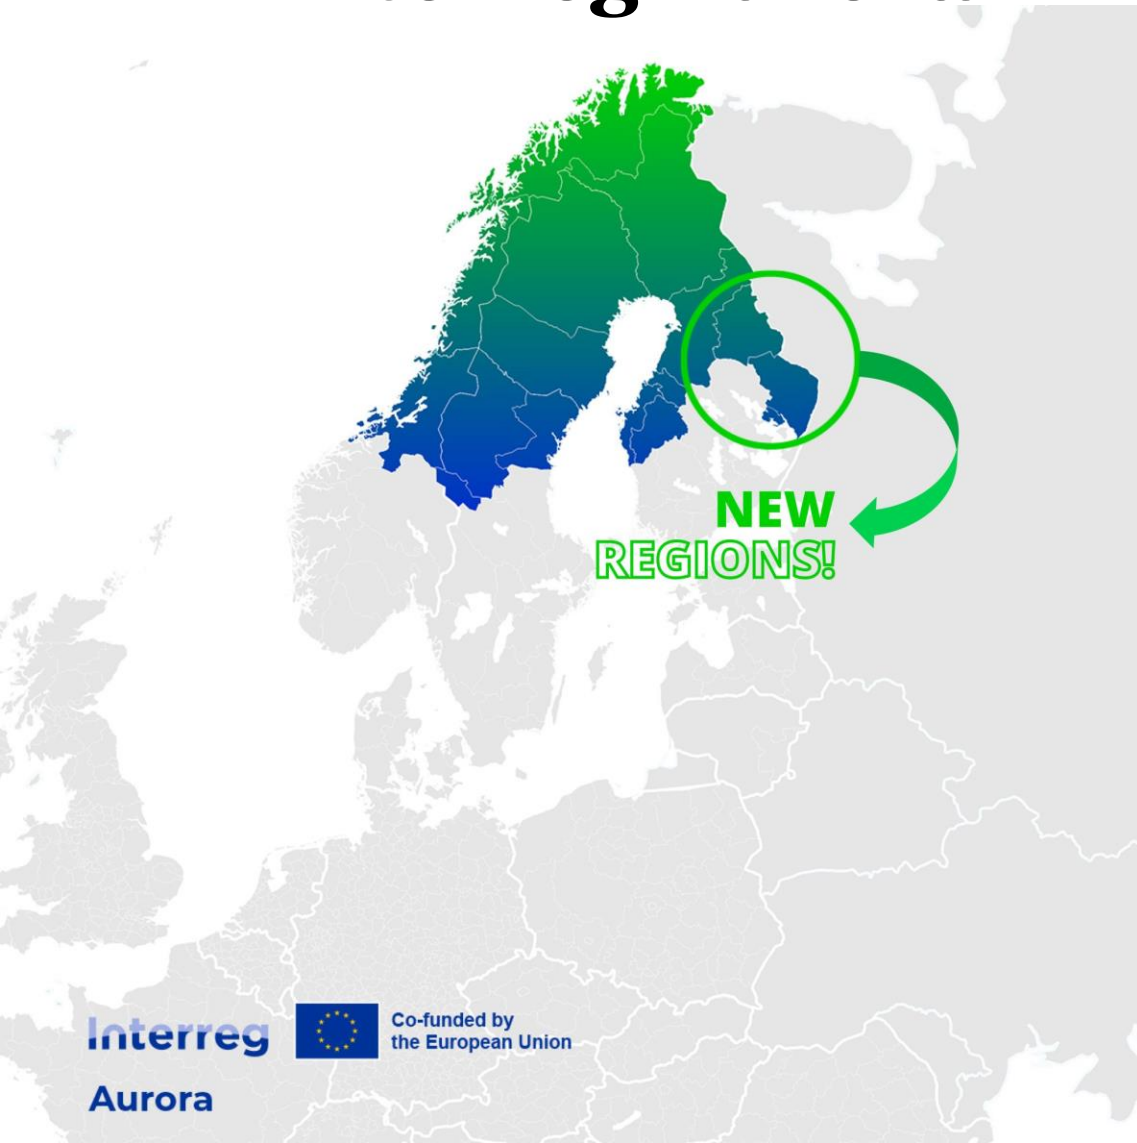 NEW
REGIONS!
Interreg
Co-funded by
the European Union
Aurora